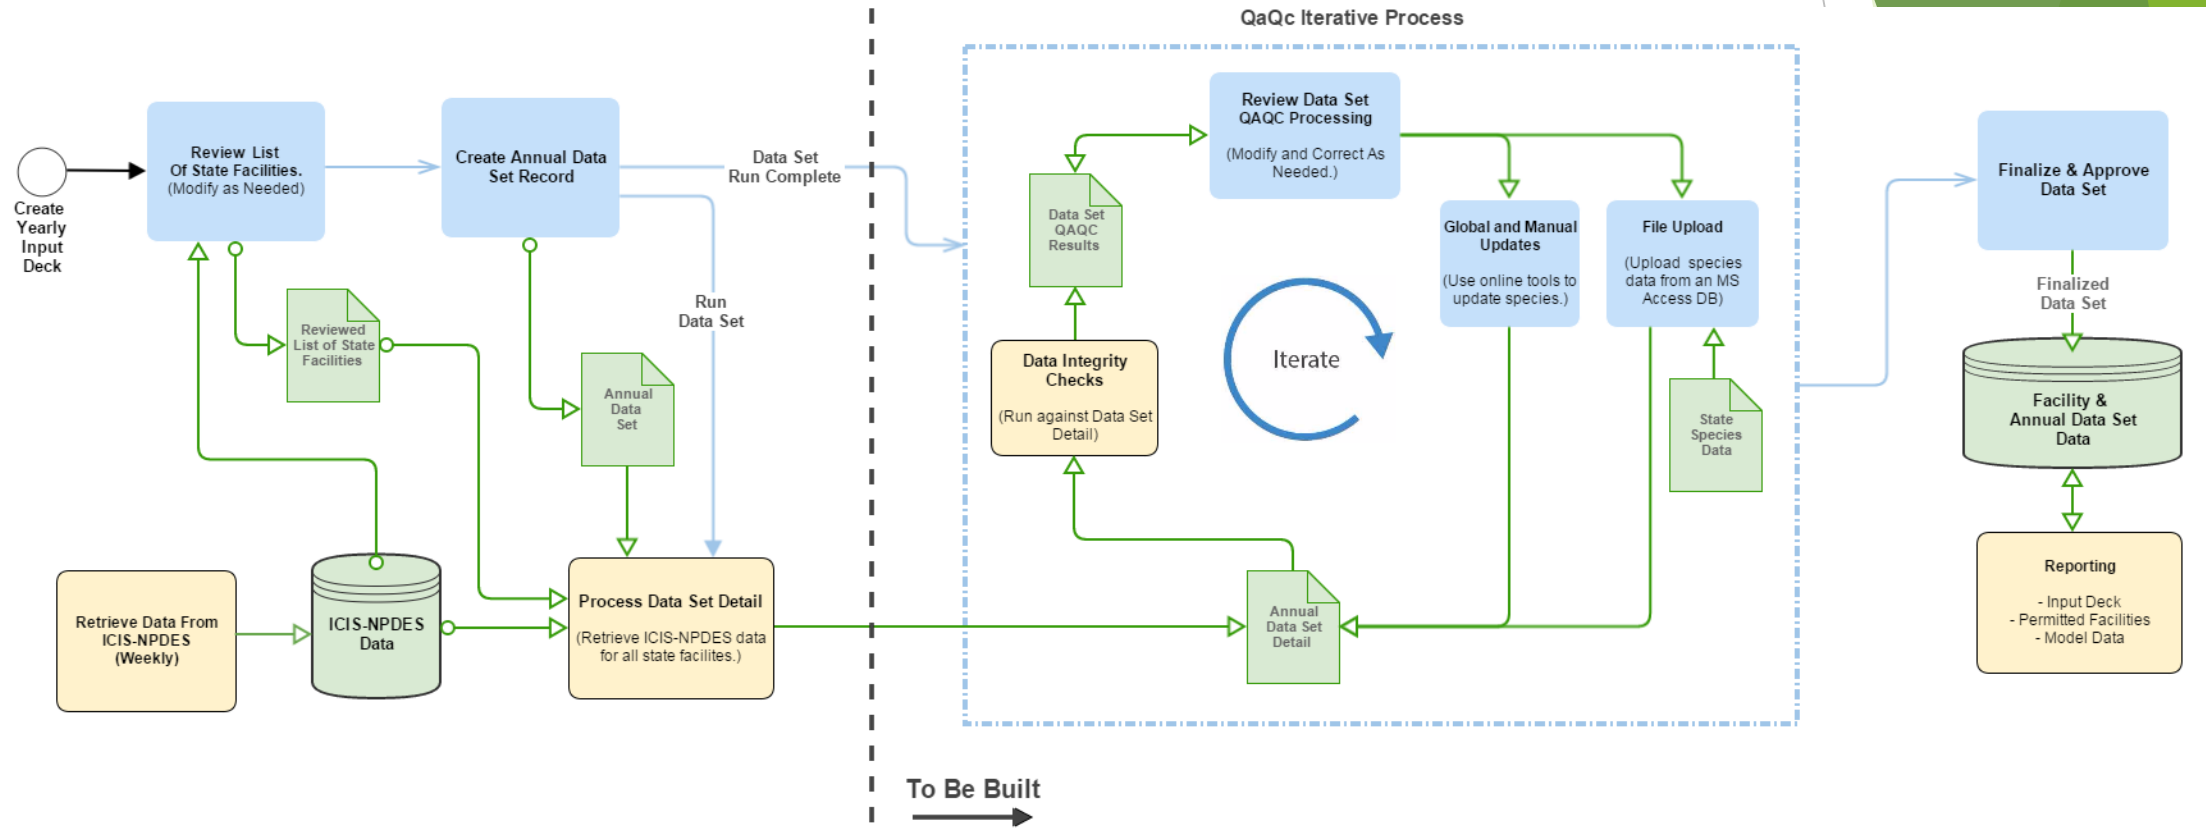 QaQc Iterative Process
Create
Yearly
Input
Deck
Review List
Of State Facilities.
(Modify as Needed)
Create Annual Data
Set Record
Data Set
Run Complete
Run
Data Set
Reviewed
List of State
Facilities
Annual
Data
Set
Retrieve Data From
ICIS-NPDES
(Weekly)
ICIS-NPDES
Data
Process Data Set Detail
(Retrieve ICIS-NPDES data
for all state facilites.)
To Be Built
Data Set
QAQC
Results
Review Data Set
QAQC Processing
(Modify and Correct As
Needed.)
Global and Manual
Updates
(Use online tools to
update species.)
File Upload
(Upload species
data from an MS
Access DB)
Data Integrity
Checks
(Run against Data Set
Detail)
Iterate
State
Species
Data
Annual
Data Set
Detail
Finalize & Approve
Data Set
Finalized
Data Set
Facility &
Annual Data Set
Data
Reporting
- Input Deck
- Permitted Facilities
- Model Data